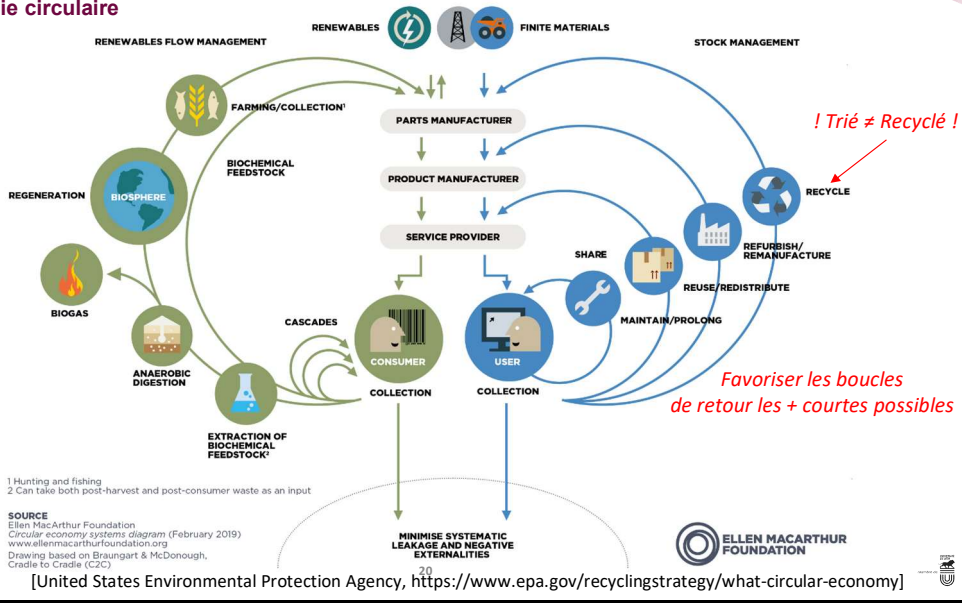 ie circulaire
RENEWABLES
FINITE MATERIALS
RENEWABLES FLOW MANAGEMENT
STOCK MANAGEMENT
FARMING/COLLECTION¹
PARTS MANUFACTURER
! Trié ≠ Recyclé !
BIOCHEMICAL
FEEDSTOCK
PRODUCT MANUFACTURER
REGENERATION
BIOSPHERE
RECYCLE
SERVICE PROVIDER
SHARE
REFURBISH/
REMANUFACTURE
REUSE/REDISTRIBUTE
BIOGAS
CASCADES
MAINTAIN/PROLONG
CONSUMER
USER
ANAEROBIC
DIGESTION
COLLECTION
COLLECTION
Favoriser les boucles
de retour les + courtes possibles
EXTRACTION OF
BIOCHEMICAL
FEEDSTOCK²
1 Hunting and fishing
2 Can take both post-harvest and post-consumer waste as an input
SOURCE
Ellen MacArthur Foundation
Circular economy systems diagram (February 2019)
www.ellenmacarthurfoundation.org
Drawing based on Braungart & McDonough,
Cradle to Cradle (C2C)
MINIMISE SYSTEMATIC
LEAKAGE AND NEGATIVE
EXTERNALITIES
ELLEN MACARTHUR
FOUNDATION
20
[United States Environmental Protection Agency, https://www.epa.gov/recyclingstrategy/what-circular-economy]